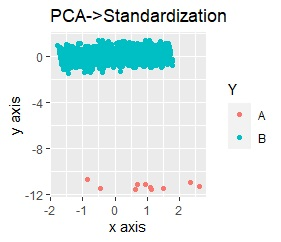 PCA->Standardization
y axis
0
-4
-8
-12
-2 -1 0 1 2
x axis
Y
A
B